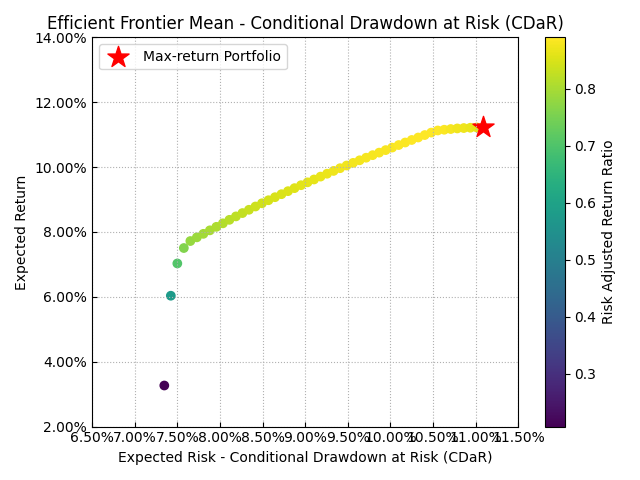 Efficient Frontier Mean - Conditional Drawdown at Risk (CDaR)
Max-return Portfolio
14.00%
12.00%
10.00%
8.00%
6.00%
4.00%
2.00%
Expected Return
6.50% 7.00% 7.50% 8.00% 8.50% 9.00% 9.50% 10.00% 10.50% 11.00% 11.50%
Expected Risk - Conditional Drawdown at Risk (CDaR)
0.8
0.7
0.6
0.5
0.4
0.3
Risk Adjusted Return Ratio